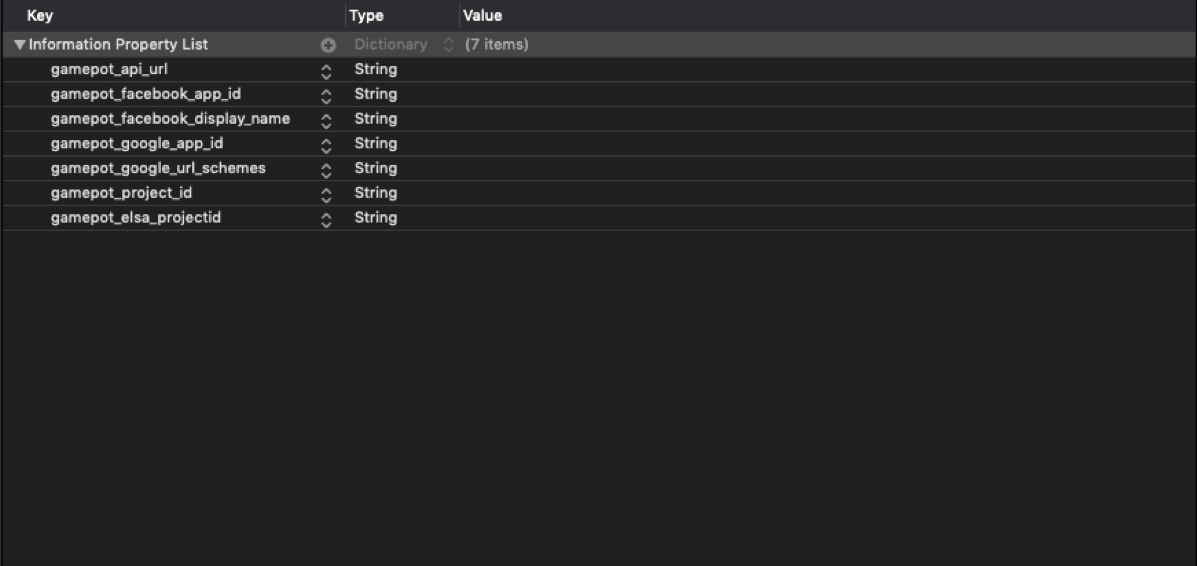 Key Type Value
Information Property List Dictionary (7 items)
gamepot_api_url String
gamepot_facebook_app_id String
gamepot_facebook_display_name String
gamepot_google_app_id String
gamepot_google_url_schemes String
gamepot_project_id String
gamepot_elsa_projectid String